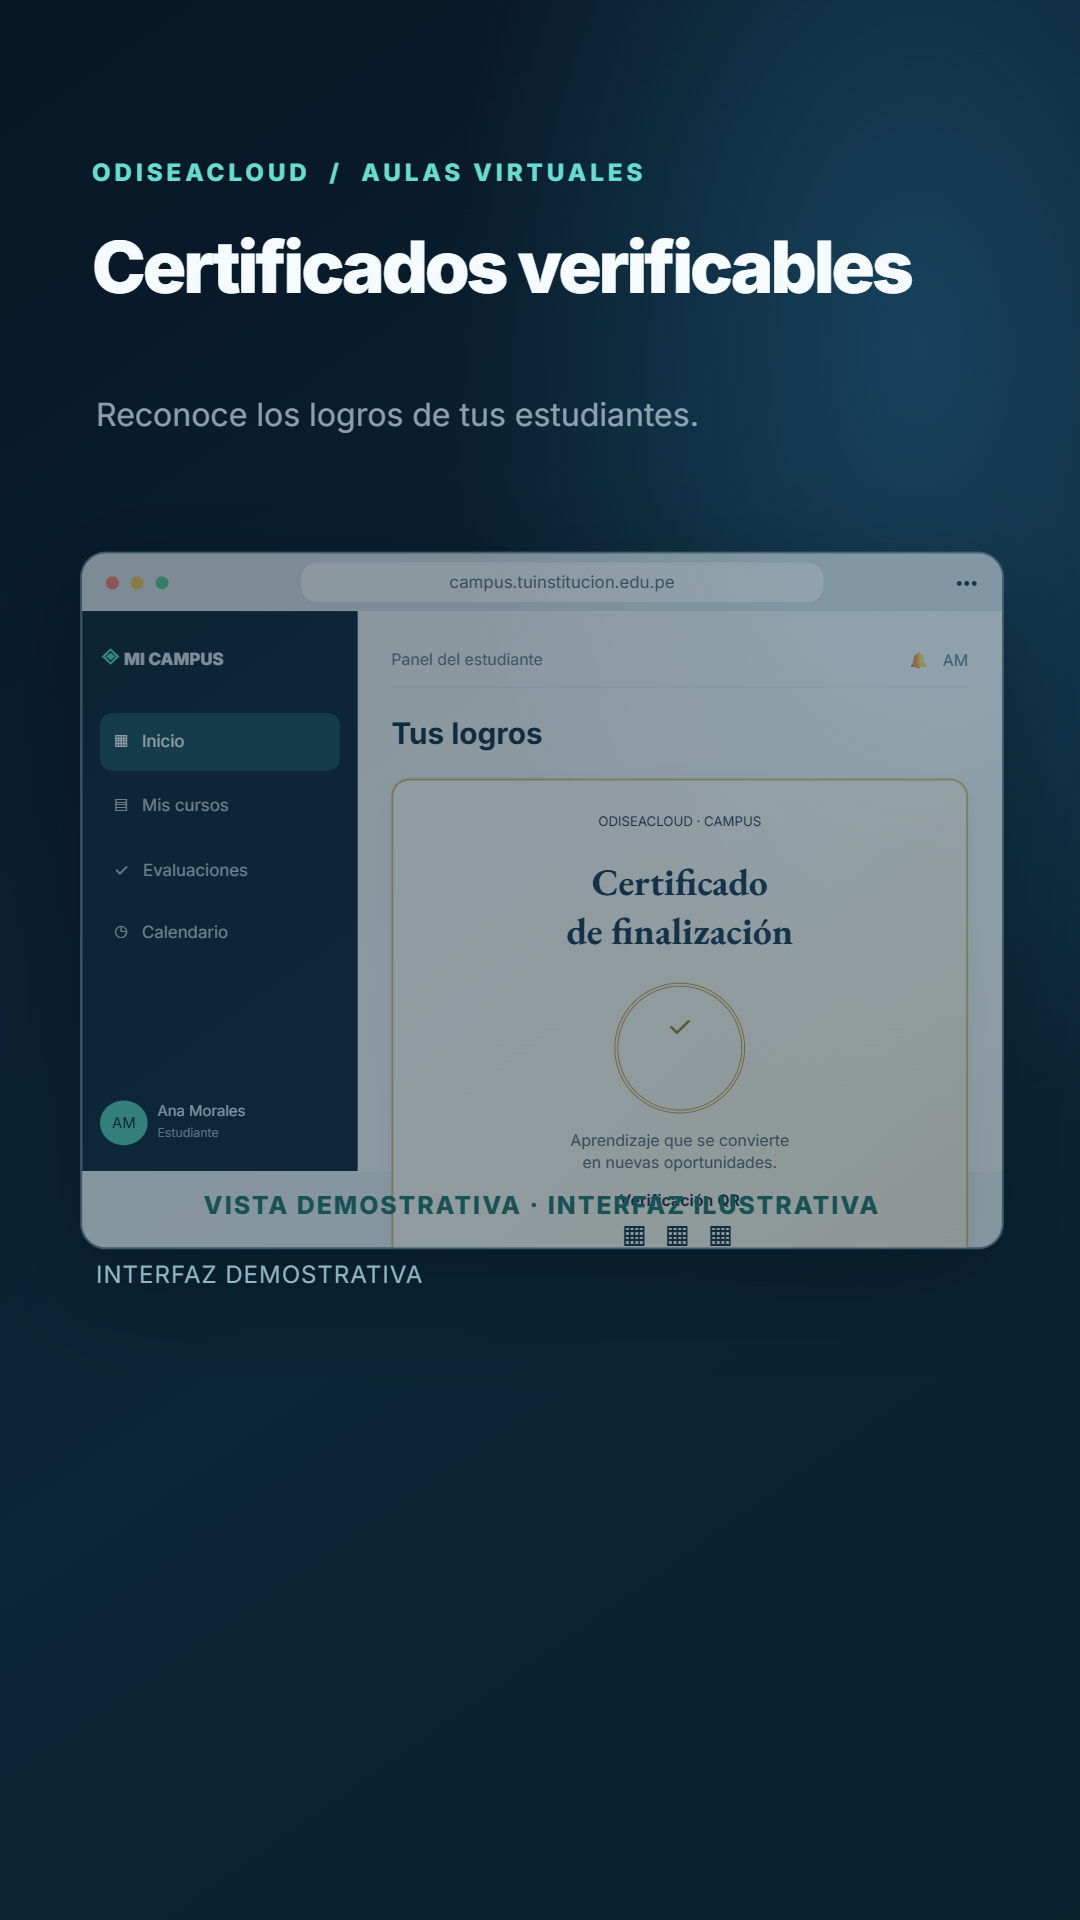 ODISEACLOUD / AULAS VIRTUALES
Certificados verificables
Reconoce los logros de tus estudiantes.
campus.tuinstitucion.edu.pe
MI CAMPUS
Inicio
Mis cursos
Evaluaciones
Calendario
AM
Ana Morales
Estudiante
Panel del estudiante
AM
Tus logros
ODISEACLOUD · CAMPUS
Certificado
de finalización
Aprendizaje que se convierte
en nuevas oportunidades.
Verificación QR
VISTA DEMOSTRATIVA · INTERFAZ ILUSTRATIVA
INTERFAZ DEMOSTRATIVA